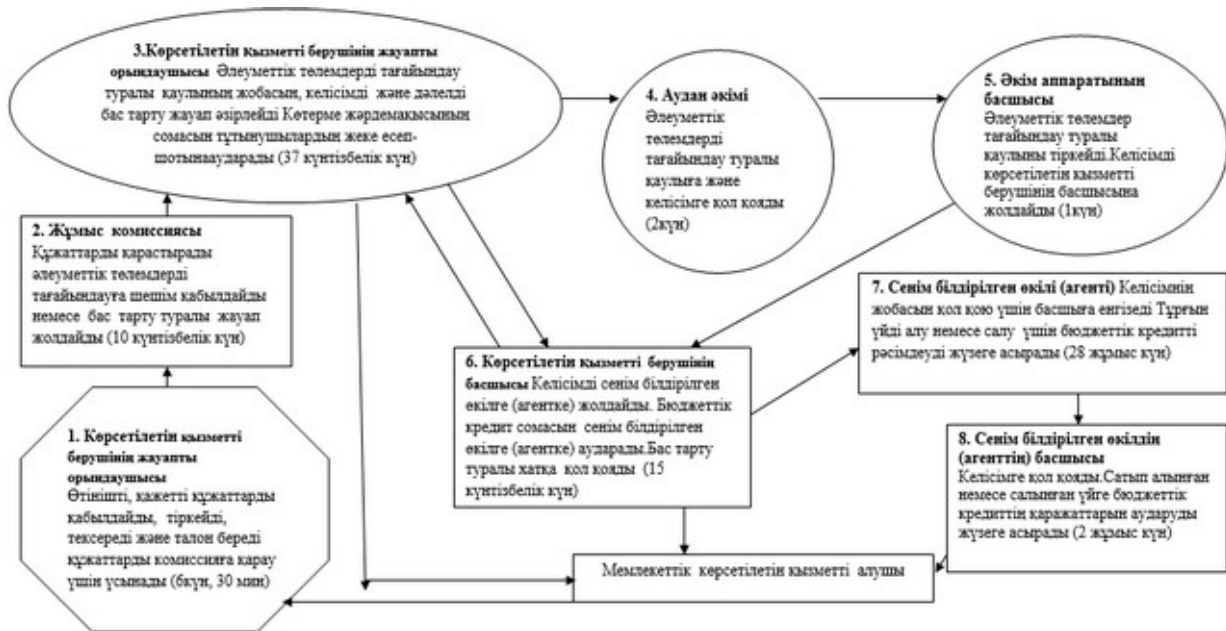 3.Көрсетілетін қызметті берушінің жауапты
орындаушысы Әлеуметтік төлемдерді тағайындау
туралы қаулының жобасын, келісімді және дәлелді
бас тарту жауап әзірлейді Көтерме жәрдемақысының
сомасын тұтынушылардың жеке есеп-
шотынааударады (37 күнтізбелік күн)
4. Аудан әкімі
Әлеуметтік
төлемдерді
тағайындау туралы
қаулыға және
келісімге қол қояды
(2күн)
5. Әкім аппаратының
басшысы
Әлеуметтік төлемдер
тағайындау туралы
қаулыны тіркейді.Келісімді
көрсетілетін қызметті
берушінің басшысына
жолдайды (1күн)
2. Жұмыс комиссиясы
Құжаттарды қарастырады
әлеуметтік төлемдерді
тағайындауға шешім қабылдайды
немесе бас тарту туралы жауап
жолдайды (10 күнтізбелік күн)
7. Сенім білдірілген өкілі (агенті) Келісімнің
жобасын қол қою үшін басшыға енгізеді Тұрғын
үйді алу немесе салу үшін бюджеттік кредитті
рәсімдеуді жүзеге асырады (28 жұмыс күн)
6. Көрсетілетін қызметті берушінің
басшысы Келісімді сенім білдірілген
өкілге (агентке) жолдайды. Бюджеттік
кредит сомасын сенім білдірілген
өкілге (агентке) аударады.Бас тарту
туралы хатқа қол қояды (15
күнтізбелік күн)
1. Көрсетілетін қызметті
берушінің жауапты
орындаушысы
Өтінішті, қажетті құжаттарды
қабылдайды, тіркейді,
тексереді және талон береді
құжаттарды комиссияға қарау
үшін ұсынады (6күн, 30 мин)
8. Сенім білдірілген өкілдің
(агенттің) басшысы
Келісімге қол қояды.Сатып алынған
немесе салынған үйге бюджеттік
кредиттің қаражаттарын аударуды
жүзеге асырады (2 жұмыс күн)
Мемлекеттік көрсетілетін қызметті алушы